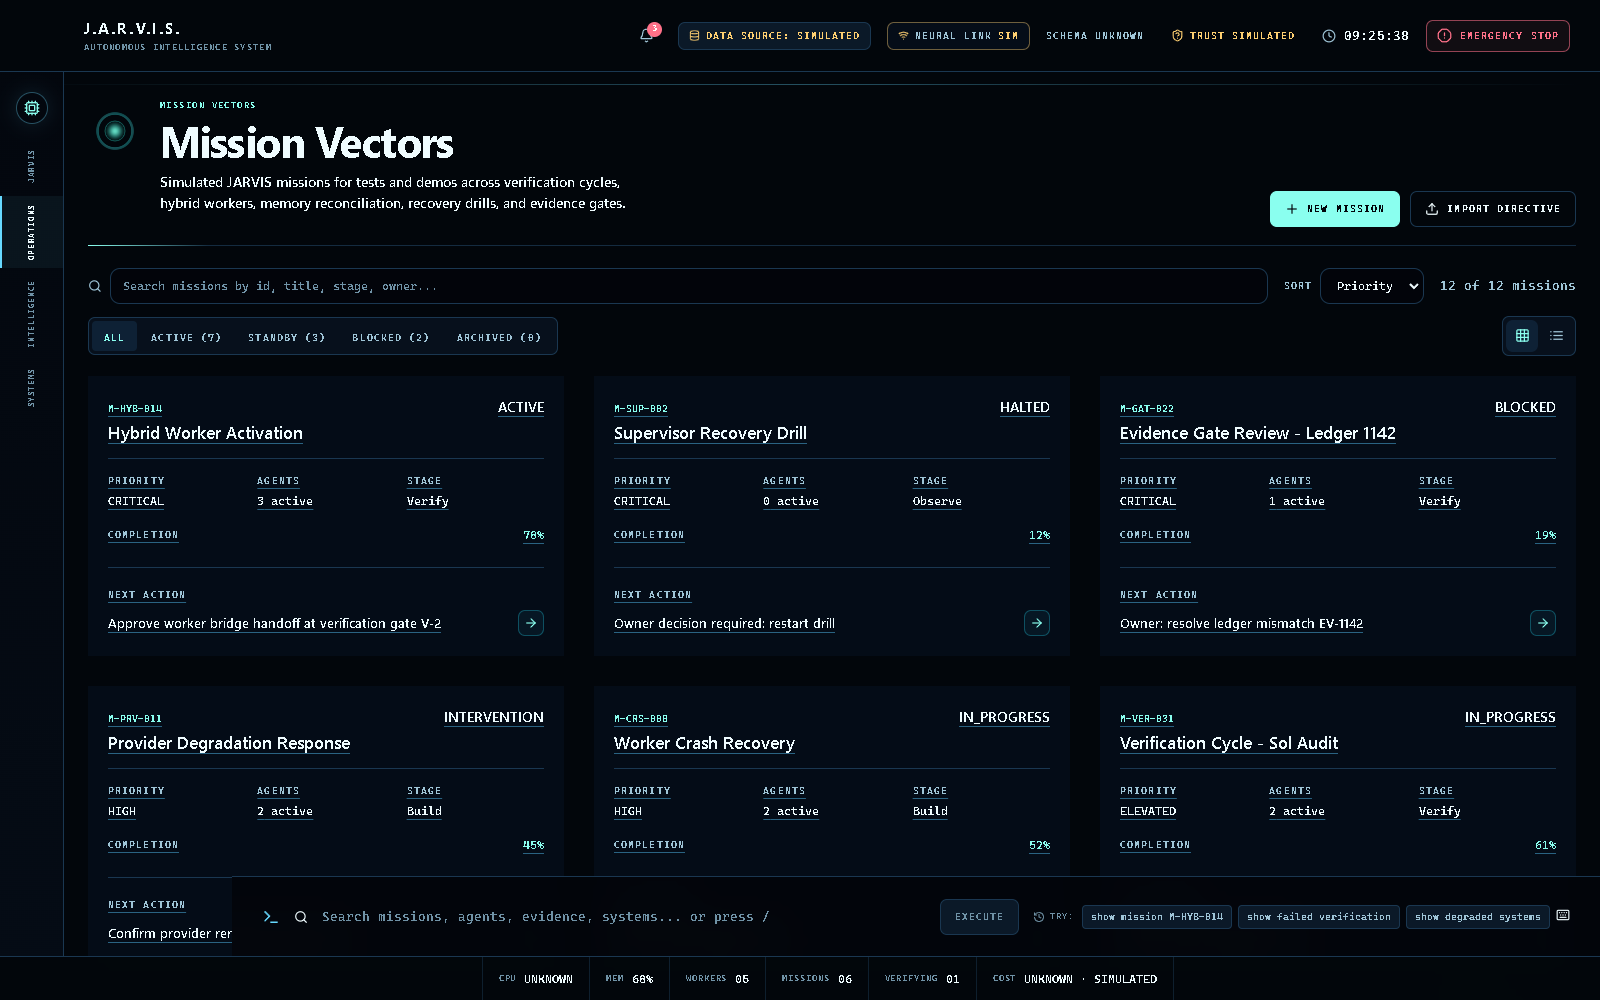 J.A.R.V.I.S.
AUTONOMOUS INTELLIGENCE SYSTEM
3
DATA SOURCE: SIMULATED
NEURAL LINK SIM
SCHEMA UNKNOWN
TRUST SIMULATED
09:25:38
EMERGENCY STOP
JARVIS
OPERATIONS
INTELLIGENCE
SYSTEMS
MISSION VECTORS
Mission Vectors
Simulated JARVIS missions for tests and demos across verification cycles,
hybrid workers, memory reconciliation, recovery drills, and evidence gates.
NEW MISSION
IMPORT DIRECTIVE
Search missions by id, title, stage, owner...
SORT
Priority
12 of 12 missions
ALL
ACTIVE (7)
STANDBY (3)
BLOCKED (2)
ARCHIVED (0)
M-HYB-014
ACTIVE
Hybrid Worker Activation
PRIORITY AGENTS STAGE
CRITICAL 3 active Verify
COMPLETION 78%
NEXT ACTION
Approve worker bridge handoff at verification gate V-2
M-SUP-002
HALTED
Supervisor Recovery Drill
PRIORITY AGENTS STAGE
CRITICAL 0 active Observe
COMPLETION 12%
NEXT ACTION
Owner decision required: restart drill
M-GAT-022
BLOCKED
Evidence Gate Review - Ledger 1142
PRIORITY AGENTS STAGE
CRITICAL 1 active Verify
COMPLETION 19%
NEXT ACTION
Owner: resolve ledger mismatch EV-1142
M-PRV-011
INTERVENTION
Provider Degradation Response
PRIORITY AGENTS STAGE
HIGH 2 active Build
COMPLETION 45%
NEXT ACTION
Confirm provider rer
M-CRS-008
IN_PROGRESS
Worker Crash Recovery
PRIORITY AGENTS STAGE
HIGH 2 active Build
COMPLETION 52%
M-VER-031
IN_PROGRESS
Verification Cycle - Sol Audit
PRIORITY AGENTS STAGE
ELEVATED 2 active Verify
COMPLETION 61%
Search missions, agents, evidence, systems... or press /
EXECUTE
TRY:
show mission M-HYB-014
show failed verification
show degraded systems
CPU UNKNOWN
MEM 68%
WORKERS 05
MISSIONS 06
VERIFYING 01
COST UNKNOWN · SIMULATED